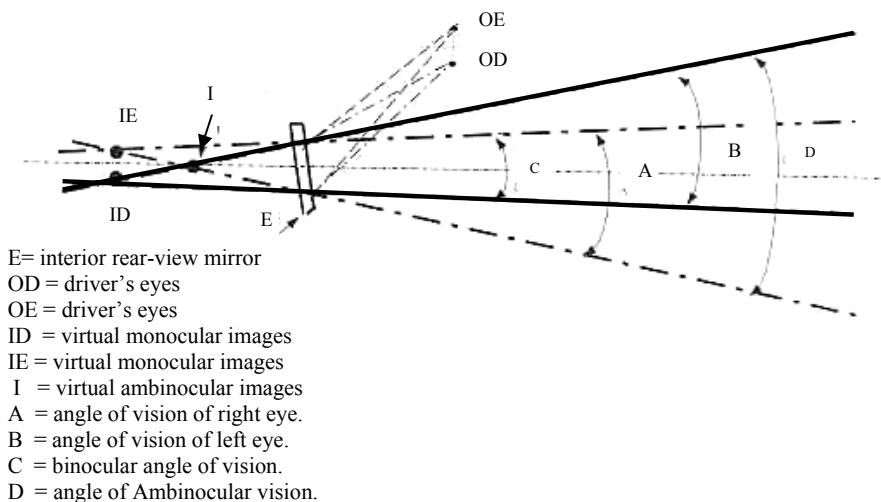 OE
OD
I
IE
C
A
B
D
ID
E
E= interior rear-view mirror
OD = driver’s eyes
OE = driver’s eyes
ID = virtual monocular images
IE = virtual monocular images
I = virtual ambinocular images
A = angle of vision of right eye.
B = angle of vision of left eye.
C = binocular angle of vision.
D = angle of Ambinocular vision.